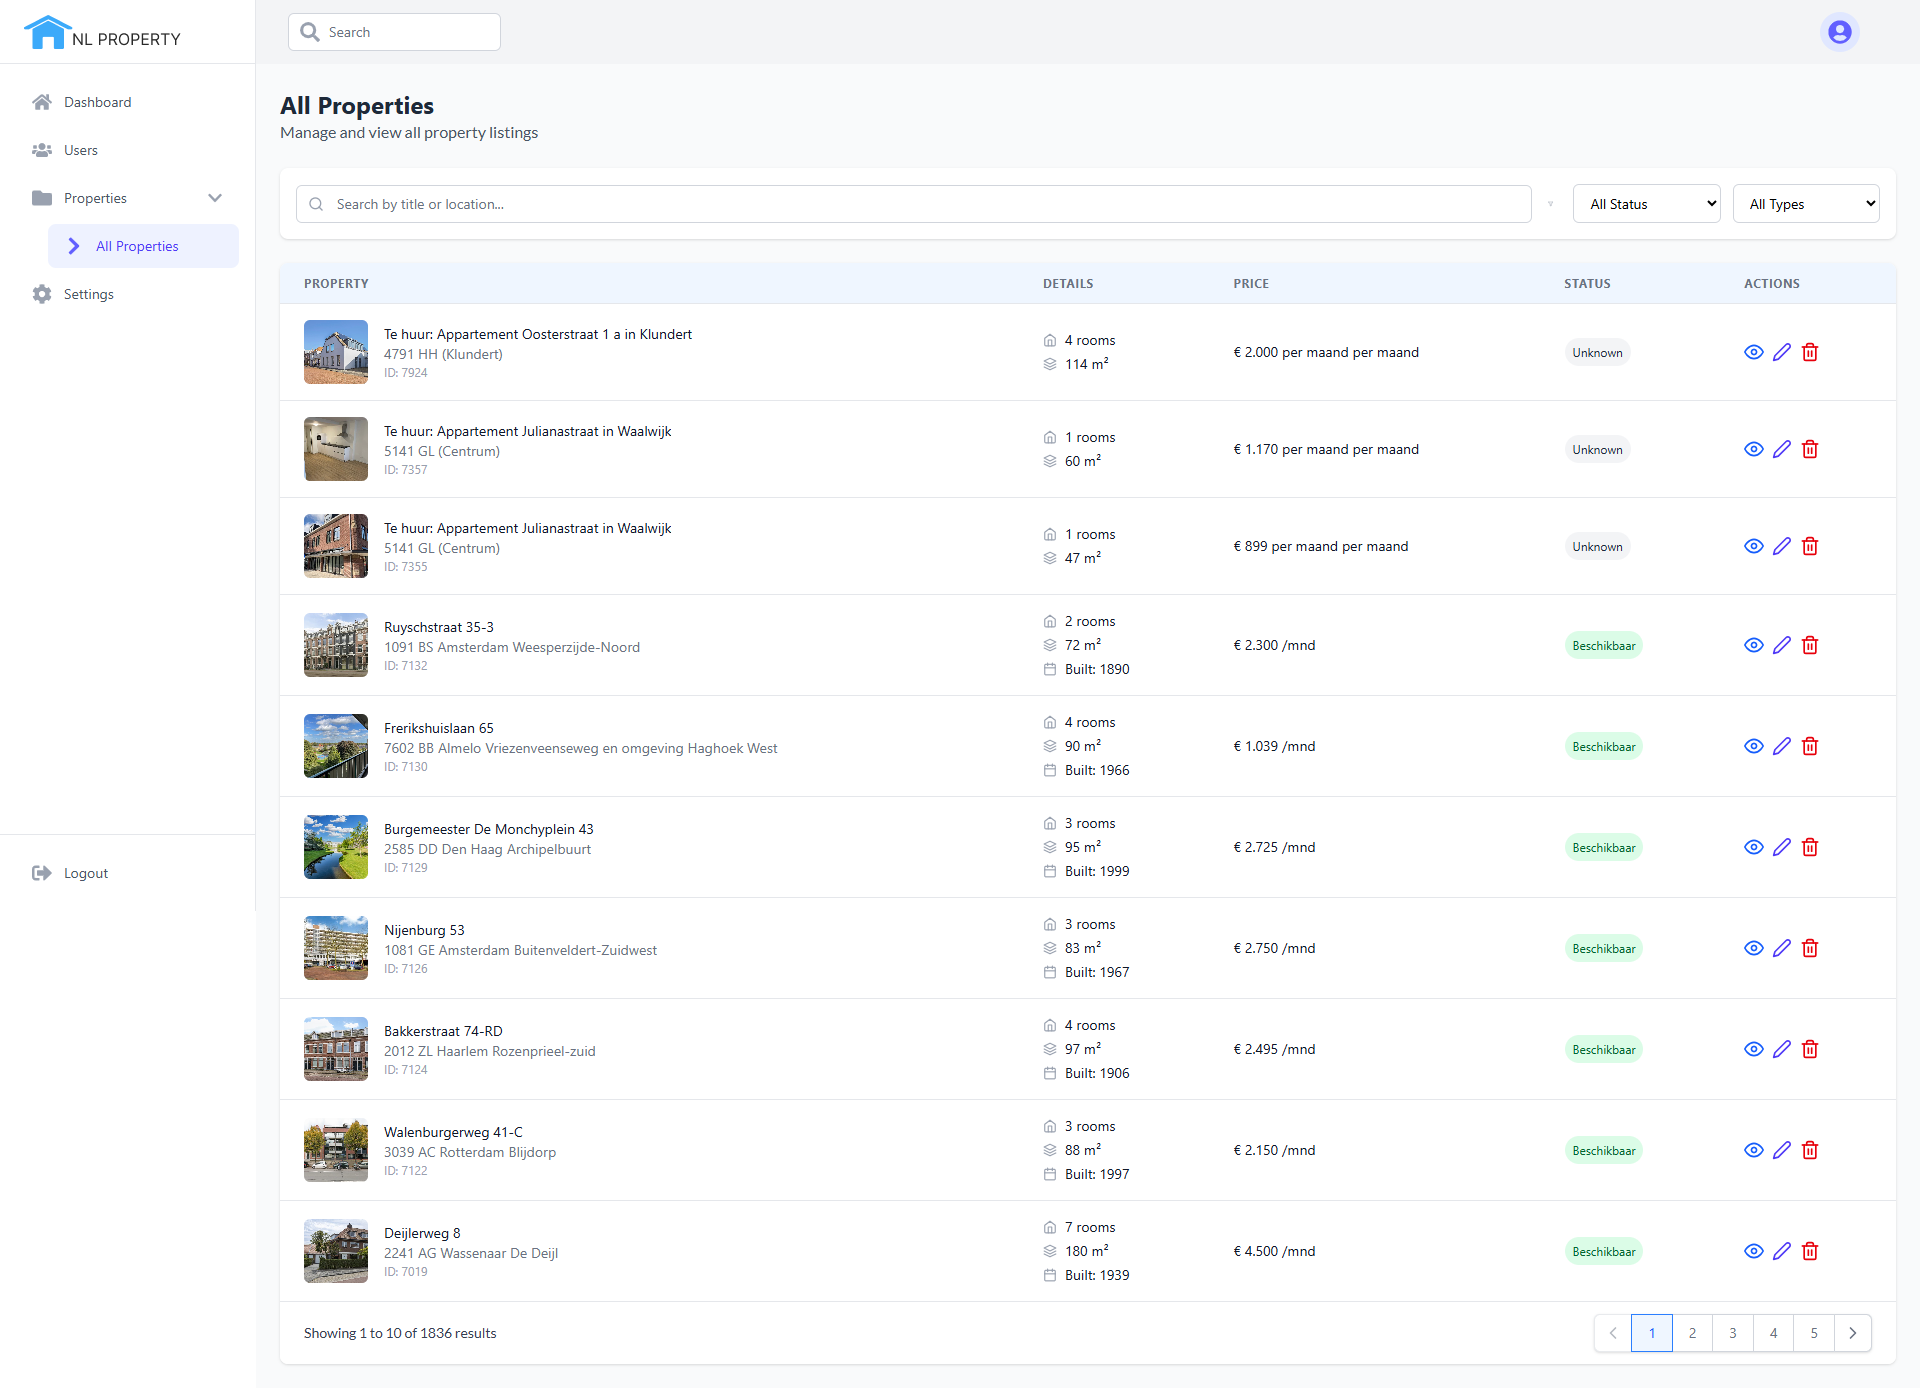 NL PROPERTY
Search
Dashboard
Users
Properties
All Properties
Settings
Logout
All Properties
Manage and view all property listings
Search by title or location...
All Status
All Types
PROPERTY DETAILS PRICE STATUS ACTIONS
Te huur: Appartement Oosterstraat 1 a in Klundert
4791 HH (Klundert)
ID: 7924
4 rooms
114 m²
€ 2.000 per maand per maand
Unknown
Te huur: Appartement Julianastraat in Waalwijk
5141 GL (Centrum)
ID: 7357
1 rooms
60 m²
€ 1.170 per maand per maand
Unknown
Te huur: Appartement Julianastraat in Waalwijk
5141 GL (Centrum)
ID: 7355
1 rooms
47 m²
€ 899 per maand per maand
Unknown
Ruyschstraat 35-3
1091 BS Amsterdam Weesperzijde-Noord
ID: 7132
2 rooms
72 m²
Built: 1890
€ 2.300 /mnd
Beschikbaar
Frerikshuislaan 65
7602 BB Almelo Vriezenveenseweg en omgeving Haghoek West
ID: 7130
4 rooms
90 m²
Built: 1966
€ 1.039 /mnd
Beschikbaar
Burgemeester De Monchyplein 43
2585 DD Den Haag Archipelbuurt
ID: 7129
3 rooms
95 m²
Built: 1999
€ 2.725 /mnd
Beschikbaar
Nijenburg 53
1081 GE Amsterdam Buitenveldert-Zuidwest
ID: 7126
3 rooms
83 m²
Built: 1967
€ 2.750 /mnd
Beschikbaar
Bakkerstraat 74-RD
2012 ZL Haarlem Rozenprieel-zuid
ID: 7124
4 rooms
97 m²
Built: 1906
€ 2.495 /mnd
Beschikbaar
Walenburgerweg 41-C
3039 AC Rotterdam Blijdorp
ID: 7122
3 rooms
88 m²
Built: 1997
€ 2.150 /mnd
Beschikbaar
Deijlerweg 8
2241 AG Wassenaar De Deijl
ID: 7019
7 rooms
180 m²
Built: 1939
€ 4.500 /mnd
Beschikbaar
Showing 1 to 10 of 1836 results
1 2 3 4 5